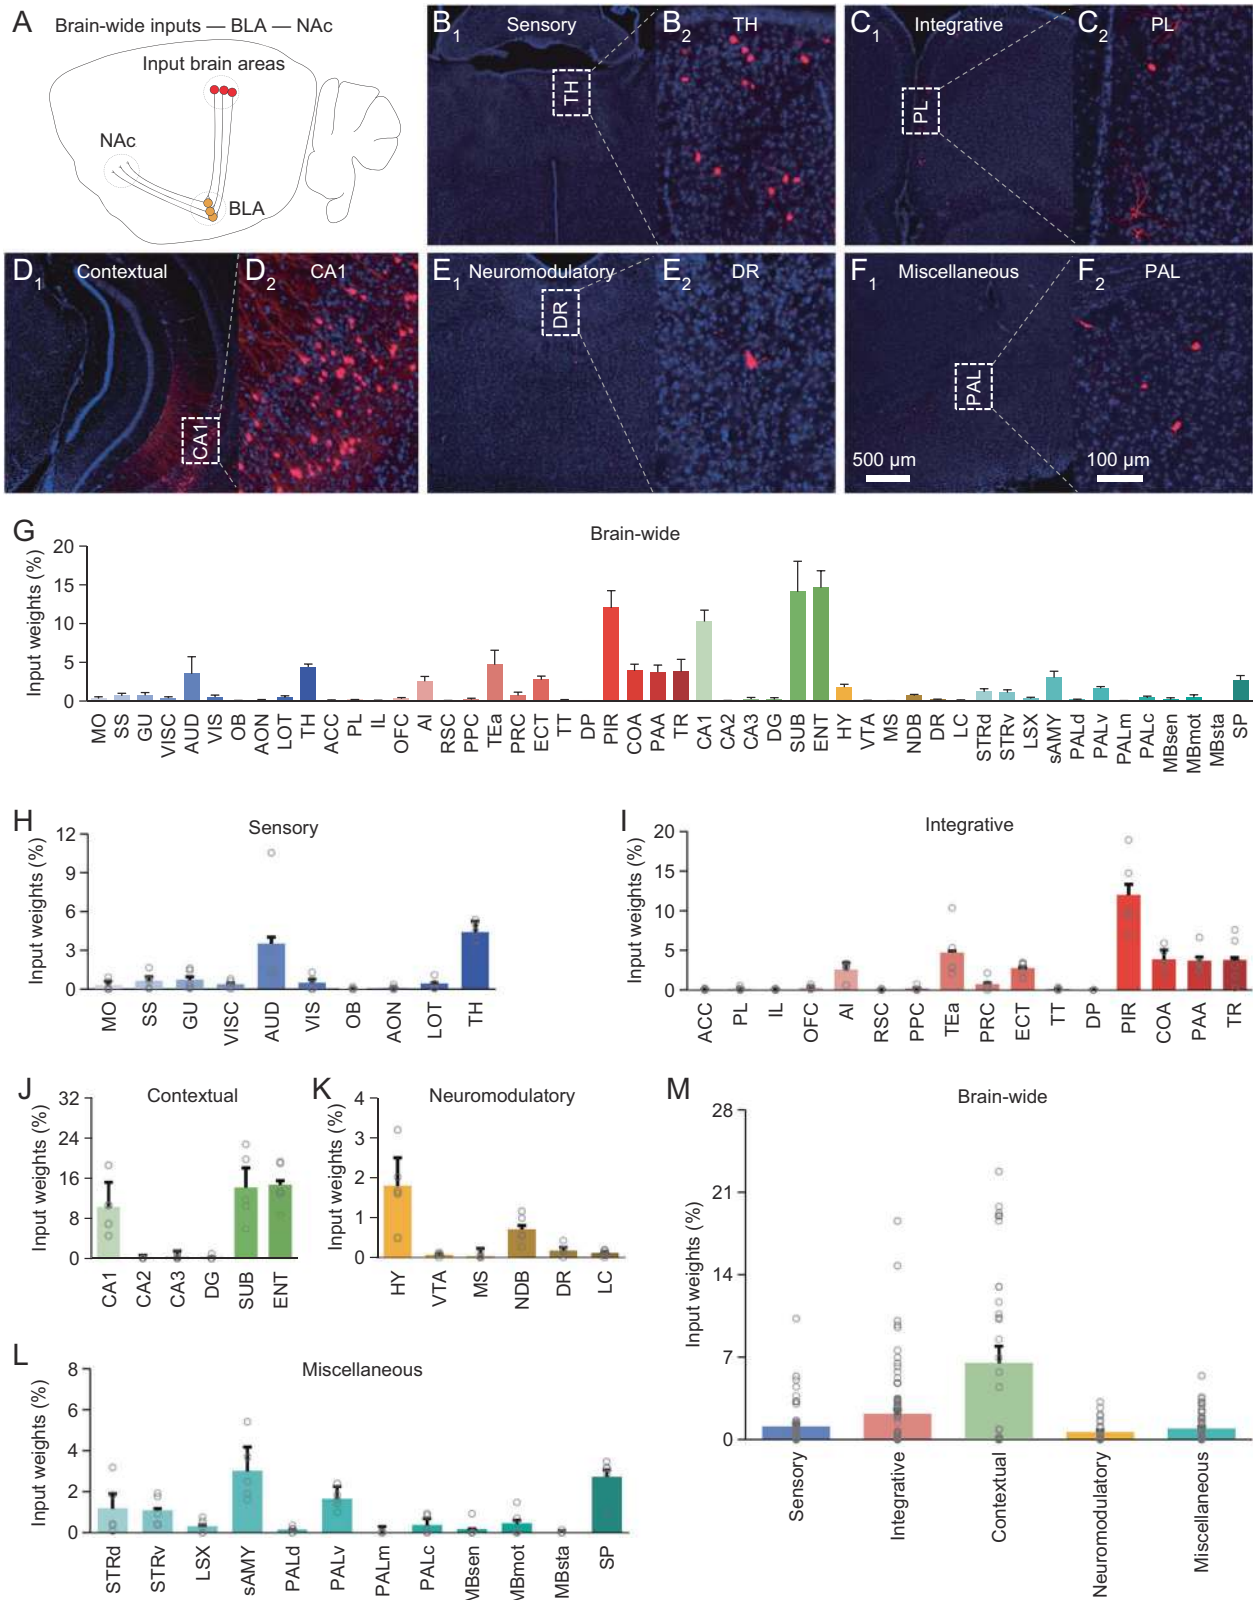 A Brain-wide inputs — BLA — NAc
Input brain areas
NAc
BLA
B1 Sensory
TH
B2 TH
C1 Integrative
PL
C2 PL
D1 Contextual
CA1
D2 CA1
E1 Neuromodulatory
DR
E2 DR
F1 Miscellaneous
PAL
500 µm
F2 PAL
100 µm
G Brain-wide
Input weights (%)
20
15
10
5
0
MO SS GU VISC AUD VIS OB AON LOT TH ACC PL IL OFC AI RSC PPC TEa PRC ECT TT DP PIR COA PAA TR CA1 CA2 CA3 DG SUB ENT HY VTA MS NDB DR LC STRd STRv LSX sAMY PALd PALv PALm PALc MBsen MBmot MBsta SP
H Sensory
Input weights (%)
12
9
6
3
0
MO SS GU VISC AUD VIS OB AON LOT TH
I Integrative
Input weights (%)
20
15
10
5
0
ACC PL IL OFC AI RSC PPC TEa PRC ECT TT DP PIR COA PAA TR
J Contextual
Input weights (%)
32
24
16
8
0
CA1 CA2 CA3 DG SUB ENT
K Neuromodulatory
Input weights (%)
4
3
2
1
0
HY VTA MS NDB DR LC
L Miscellaneous
Input weights (%)
8
6
4
2
0
STRd STRv LSX sAMY PALd PALv PALm PALc MBsen MBmot MBsta SP
M Brain-wide
Input weights (%)
28
21
14
7
0
Sensory Integrative Contextual Neuromodulatory Miscellaneous